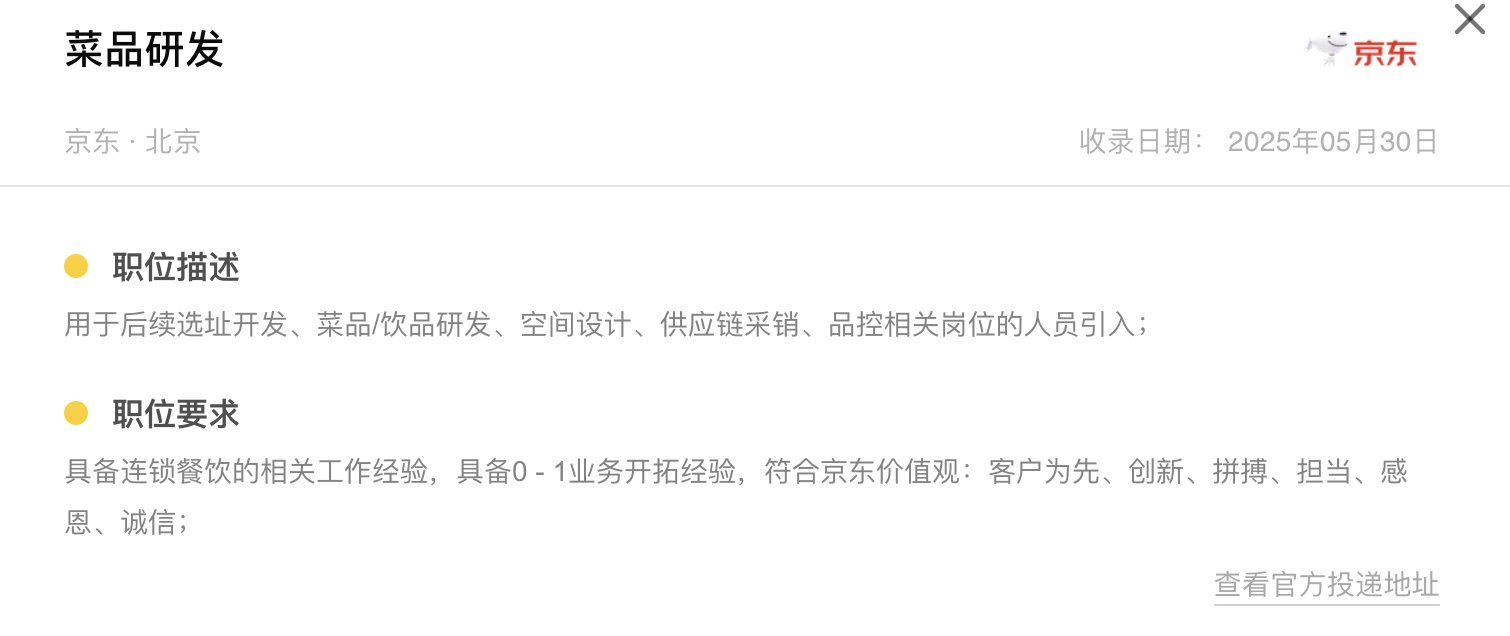 菜品研发
京东
京东 · 北京
收录日期： 2025年05月30日
职位描述
用于后续选址开发、菜品/饮品研发、空间设计、供应链采销、品控相关岗位的人员引入；
职位要求
具备连锁餐饮的相关工作经验，具备0 - 1业务开拓经验，符合京东价值观：客户为先、创新、拼搏、担当、感
恩、诚信；
查看官方投递地址